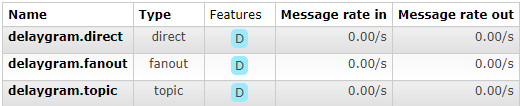 Name Type Features Message rate in Message rate out
delaygram.direct direct D 0.00/s 0.00/s
delaygram.fanout fanout D 0.00/s 0.00/s
delaygram.topic topic D 0.00/s 0.00/s